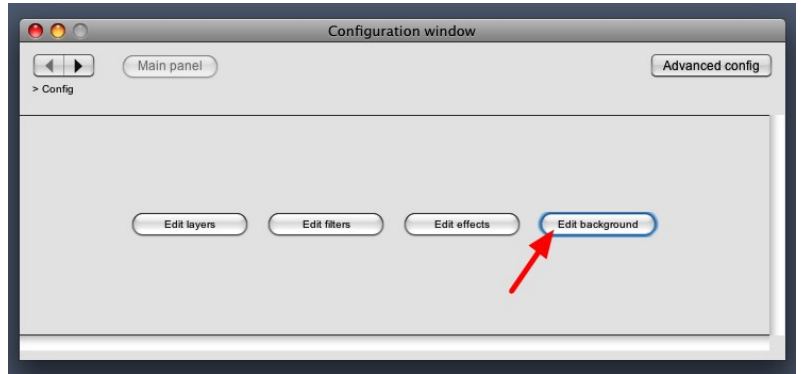 Configuration window
Main panel
Advanced config
> Config
Edit layers
Edit filters
Edit effects
Edit background